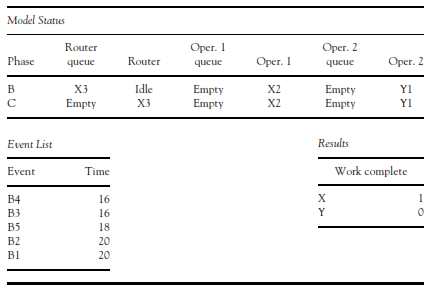 Model Status
Router Oper. 1 Oper. 2
Phase queue Router queue Oper. 1 queue Oper. 2
B X3 Idle Empty X2 Empty Y1
C Empty X3 Empty X2 Empty Y1
Event List Results
Event Time Work complete
B4 16 X 1
B3 16 Y 0
B5 18
B2 20
B1 20